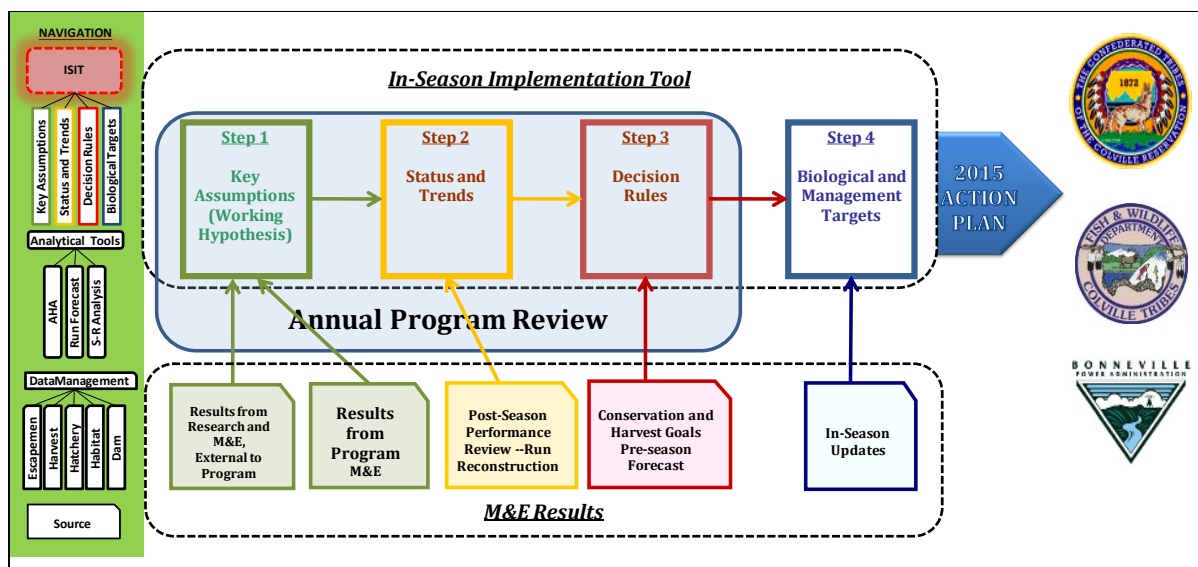 NAVIGATION
ISIT
Key Assumptions
Status and Trends
Decision Rules
Biological Targets
Analytical Tools
AHA
Run Forecast
S-R Analysis
DataManagement
Escapemen
Harvest
Hatchery
Habitat
Dam
Source
In-Season Implementation Tool
Step 1
Key
Assumptions
(Working
Hypothesis)
Step 2
Status and
Trends
Step 3
Decision
Rules
Step 4
Biological and
Management
Targets
Annual Program Review
2015
ACTION
PLAN
Results from
Research and
M&E,
External to
Program
Results
from
Program
M&E
Post-Season
Performance
Review --Run
Reconstruction
Conservation and
Harvest Goals
Pre-season
Forecast
In-Season
Updates
M&E Results
THE CONFEDERATED TRIBES
1872
OF THE COLVILLE RESERVATION
FISH & WILDLIFE
DEPARTMENT
COLVILLE TRIBES
BONNEVILLE
POWER ADMINISTRATION